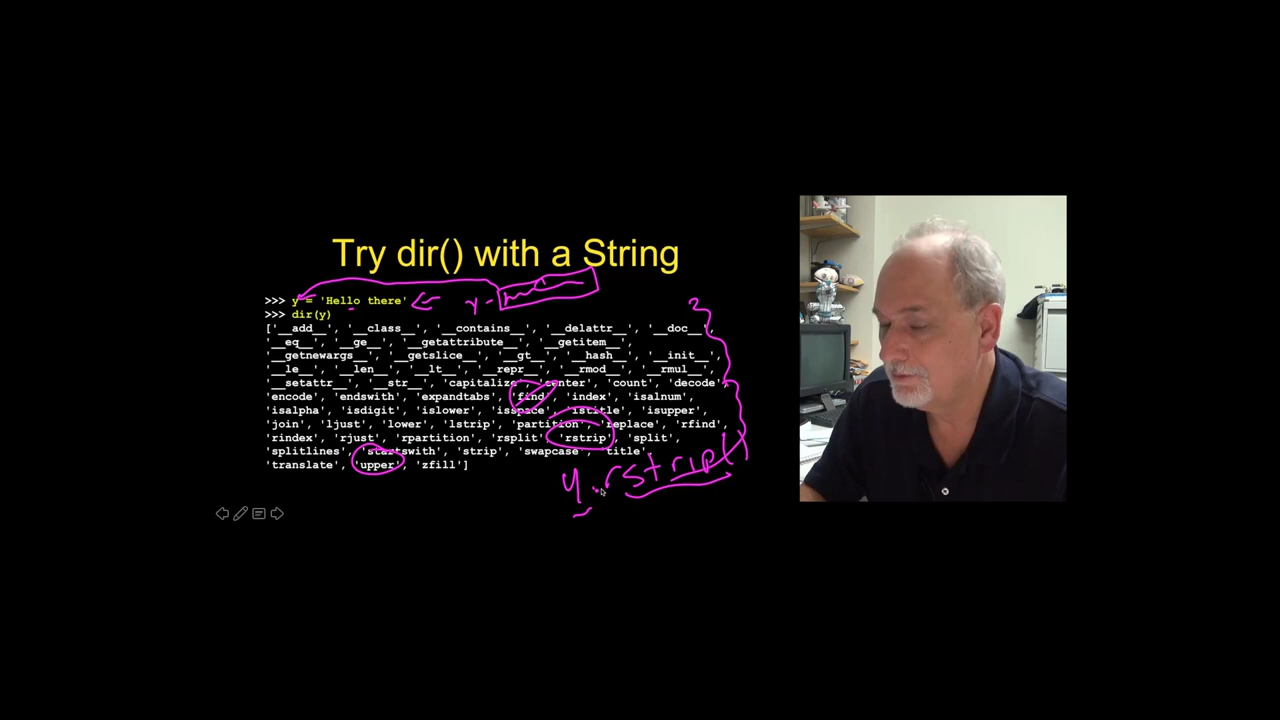 Try dir() with a String
>>> y = 'Hello there'
y
>>> dir(y)
['__add__', '__class__', '__contains__', '__delattr__', '__doc__',
'__eq__', '__ge__', '__getattribute__', '__getitem__',
'__getnewargs__', '__getslice__', '__gt__', '__hash__', '__init__',
'__le__', '__len__', '__lt__', '__repr__', '__rmod__', '__rmul__',
'__setattr__', '__str__', 'capitalize', 'center', 'count', 'decode',
'encode', 'endswith', 'expandtabs', 'find', 'index', 'isalnum',
'isalpha', 'isdigit', 'islower', 'isspace', 'istitle', 'isupper',
'join', 'ljust', 'lower', 'lstrip', 'partition', 'replace', 'rfind',
'rindex', 'rjust', 'rpartition', 'rsplit', 'rstrip', 'split',
'splitlines', 'startswith', 'strip', 'swapcase', 'title',
'translate', 'upper', 'zfill']
y.rstrip()